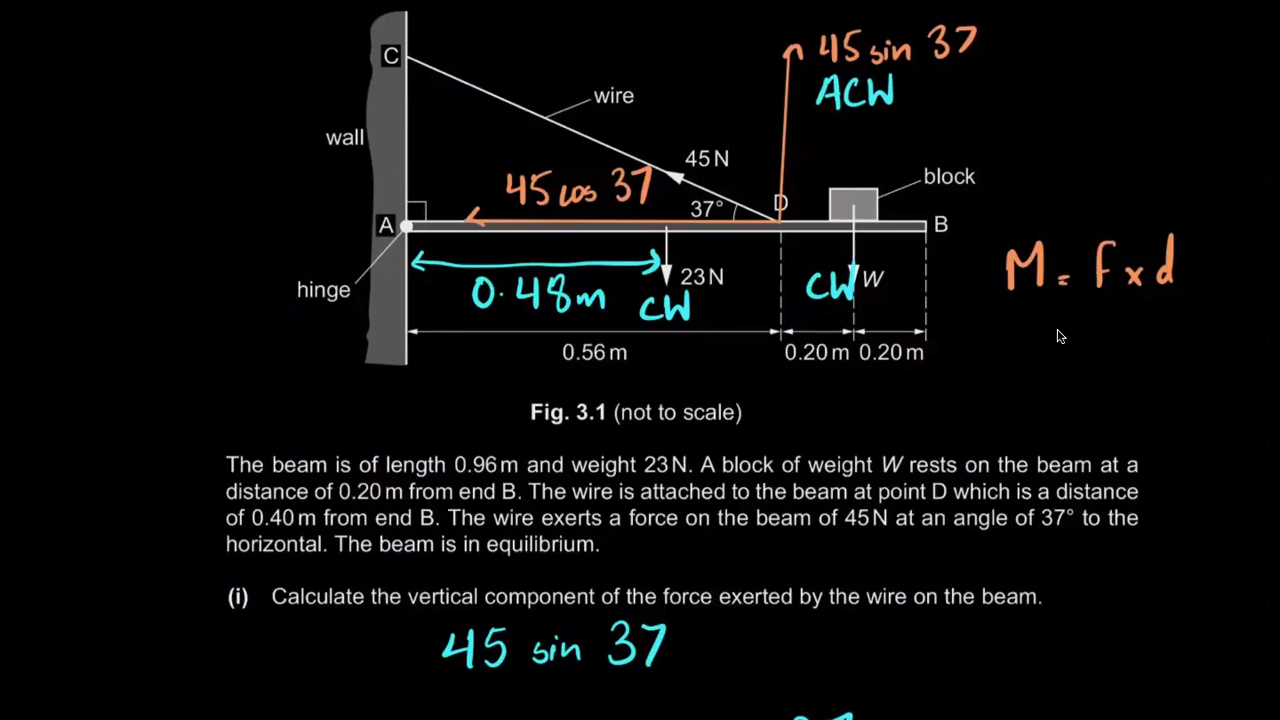 45 sin 37
C
ACW
wire
wall
45 N
45 cos 37
block
37°
D
A
B
M = F x d
0.48m
23 N
CW
CW
W
hinge
0.56 m
0.20 m
0.20 m
Fig. 3.1 (not to scale)
The beam is of length 0.96 m and weight 23 N. A block of weight W rests on the beam at a
distance of 0.20 m from end B. The wire is attached to the beam at point D which is a distance
of 0.40 m from end B. The wire exerts a force on the beam of 45 N at an angle of 37° to the
horizontal. The beam is in equilibrium.
(i) Calculate the vertical component of the force exerted by the wire on the beam.
45 sin 37